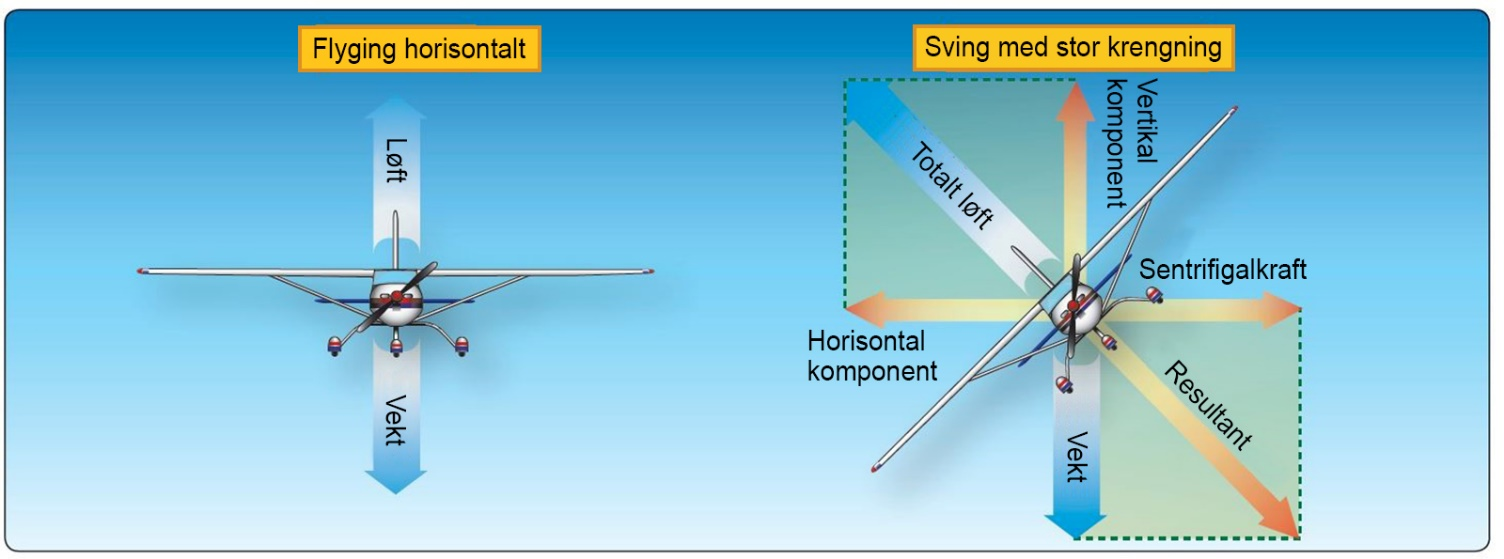 Flyging horisontalt
Løft
Vekt
Sving med stor krengning
Vertikal
komponent
Totalt løft
Sentrifigalkraft
Horisontal
komponent
Resultant
Vekt